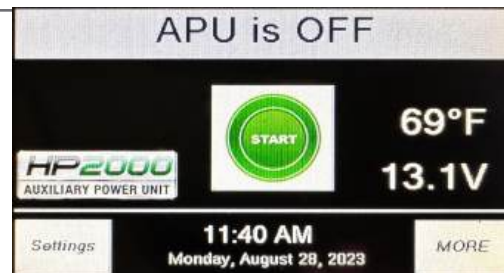 APU is OFF
START
69°F
HP2000
13.1V
AUXILIARY POWER UNIT
Settings
11:40 AM
MORE
Monday, August 28, 2023